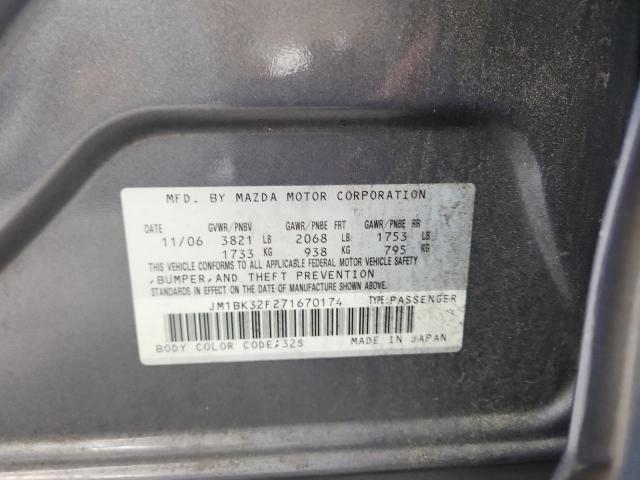 MFD. BY MAZDA MOTOR CORPORATION
DATE GVWR/PNBV GAWR/PNBE FRT GAWR/PNBE RR
11/06 3821 LB 2068 LB 1753 LB
1733 KG 938 KG 795 KG
THIS VEHICLE CONFORMS TO ALL APPLICABLE FEDERAL MOTOR VEHICLE SAFETY
,BUMPER,AND THEFT PREVENTION
STANDARDS IN EFFECT ON THE DATE OF MANUFACTURE SHOWN ABOVE.
JM1BK32F271670174 TYPE:PASSENGER
BODY COLOR CODE;32S MADE IN JAPAN